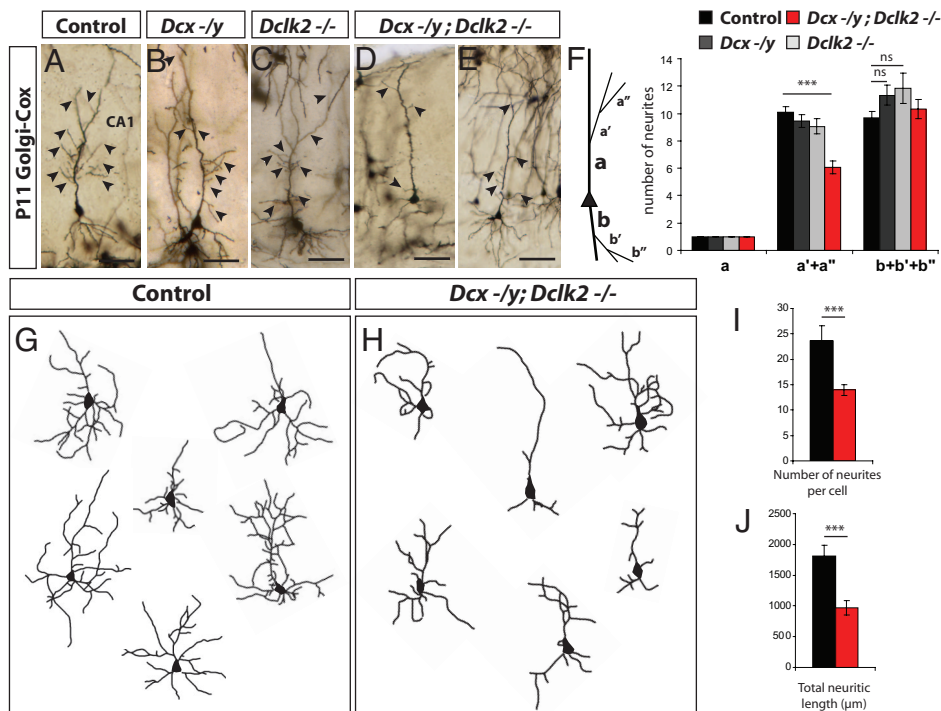 Control
Dcx -/y
Dclk2 -/-
Dcx -/y ; Dclk2 -/-
P11 Golgi-Cox
A
B
C
D
E
CA1
F
a"
a'
a
b
b'
b"
Control
Dcx -/y ; Dclk2 -/-
Dcx -/y
Dclk2 -/-
number of neurites
14
12
10
8
6
4
2
0
***
ns
ns
a
a'+a"
b+b'+b"
Control
Dcx -/y; Dclk2 -/-
G
H
I
30
25
20
15
10
5
0
***
Number of neurites
per cell
J
2500
2000
1500
1000
500
0
***
Total neuritic
length (µm)